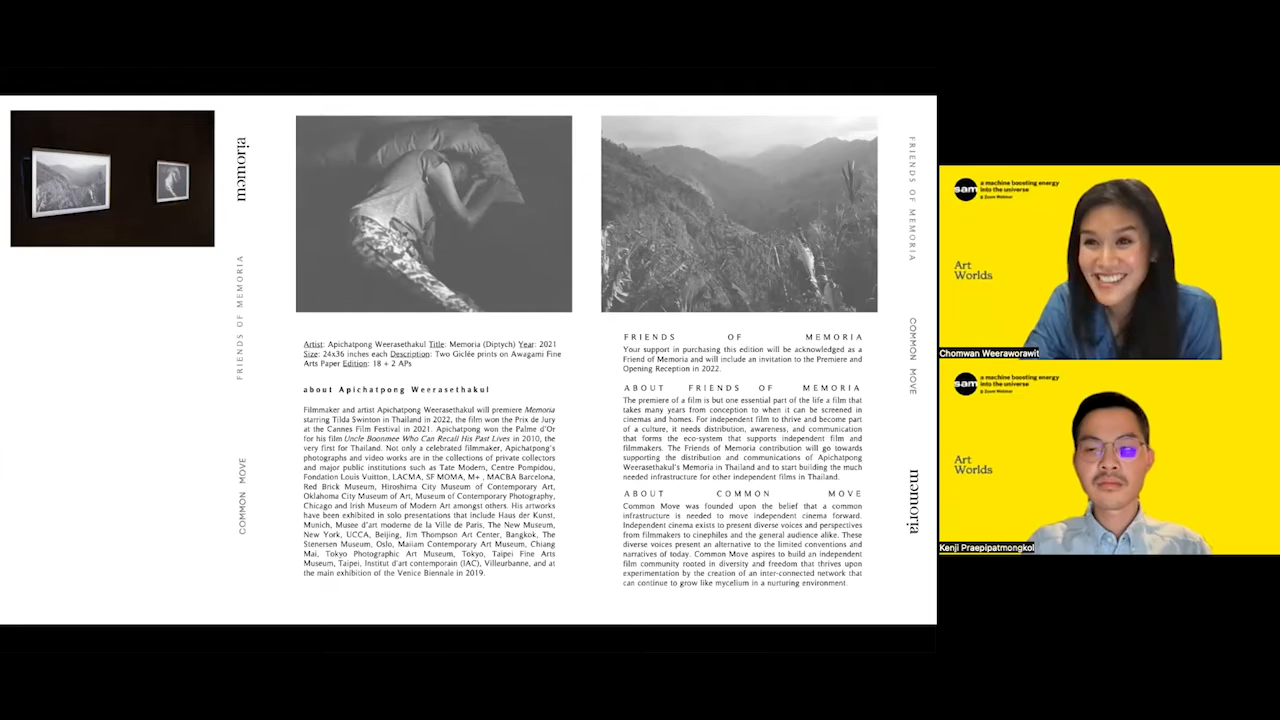 memoria
FRIENDS OF MEMORIA
COMMON MOVE
Artist: Apichatpong Weerasethakul Title: Memoria (Diptych) Year: 2021
Size: 24x36 inches each Description: Two Giclée prints on Awagami Fine
Arts Paper Edition: 18 + 2 APs
about Apichatpong Weerasethakul
Filmmaker and artist Apichatpong Weerasethakul will premiere Memoria
starring Tilda Swinton in Thailand in 2022, the film won the Prix de Jury
at the Cannes Film Festival in 2021. Apichatpong won the Palme d'Or
for his film Uncle Boonmee Who Can Recall His Past Lives in 2010, the
very first for Thailand. Not only a celebrated filmmaker, Apichatpong's
photographs and video works are in the collections of private collectors
and major public institutions such as Tate Modern, Centre Pompidou,
Fondation Louis Vuitton, LACMA, SF MOMA, M+ , MACBA Barcelona,
Red Brick Museum, Hiroshima City Museum of Contemporary Art,
Oklahoma City Museum of Art, Museum of Contemporary Photography,
Chicago and Irish Museum of Modern Art amongst others. His artworks
have been exhibited in solo presentations that include Haus der Kunst,
Munich, Musee d'art moderne de la Ville de Paris, The New Museum,
New York, UCCA, Beijing, Jim Thompson Art Center, Bangkok, The
Stenersen Museum, Oslo, Maiiam Contemporary Art Museum, Chiang
Mai, Tokyo Photographic Art Museum, Tokyo, Taipei Fine Arts
Museum, Taipei, Institut d'art contemporain (IAC), Villeurbanne, and at
the main exhibition of the Venice Biennale in 2019.
FRIENDS OF MEMORIA
Your support in purchasing this edition will be acknowledged as a
Friend of Memoria and will include an invitation to the Premiere and
Opening Reception in 2022.
ABOUT FRIENDS OF MEMORIA
The premiere of a film is but one essential part of the life a film that
takes many years from conception to when it can be screened in
cinemas and homes. For independent film to thrive and become part
of a culture, it needs distribution, awareness, and communication
that forms the eco-system that supports independent film and
filmmakers. The Friends of Memoria contribution will go towards
supporting the distribution and communications of Apichatpong
Weerasethakul's Memoria in Thailand and to start building the much
needed infrastructure for other independent films in Thailand.
ABOUT COMMON MOVE
Common Move was founded upon the belief that a common
infrastructure is needed to move independent cinema forward.
Independent cinema exists to present diverse voices and perspectives
from filmmakers to cinephiles and the general audience alike. These
diverse voices present an alternative to the limited conventions and
narratives of today. Common Move aspires to build an independent
film community rooted in diversity and freedom that thrives upon
experimentation by the creation of an inter-connected network that
can continue to grow like mycelium in a nurturing environment.
FRIENDS OF MEMORIA
COMMON MOVE
memoria
sam
a machine boosting energy
into the universe
@ Zoom Webinar
Art
Worlds
Chomwan Weeraworawit
sam
a machine boosting energy
into the universe
@ Zoom Webinar
Art
Worlds
Kenji Praepipatmongkol